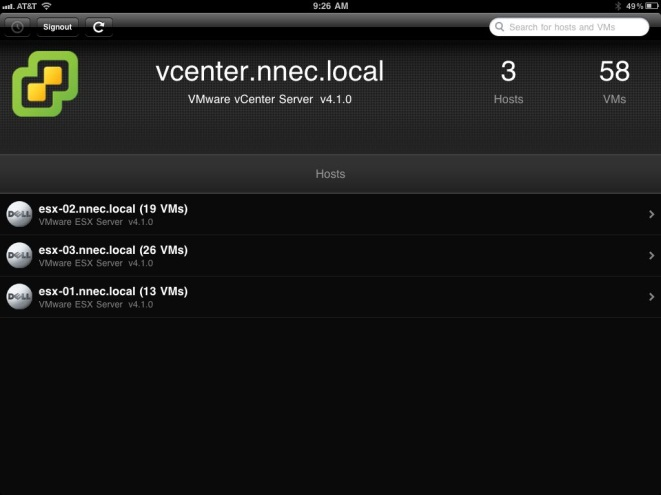 AT&T 9:26 AM 49%
Signout Search for hosts and VMs
vcenter.nnec.local 3 58
VMware vCenter Server v4.1.0 Hosts VMs
Hosts
DELL esx-02.nnec.local (19 VMs)
VMware ESX Server v4.1.0
DELL esx-03.nnec.local (26 VMs)
VMware ESX Server v4.1.0
DELL esx-01.nnec.local (13 VMs)
VMware ESX Server v4.1.0